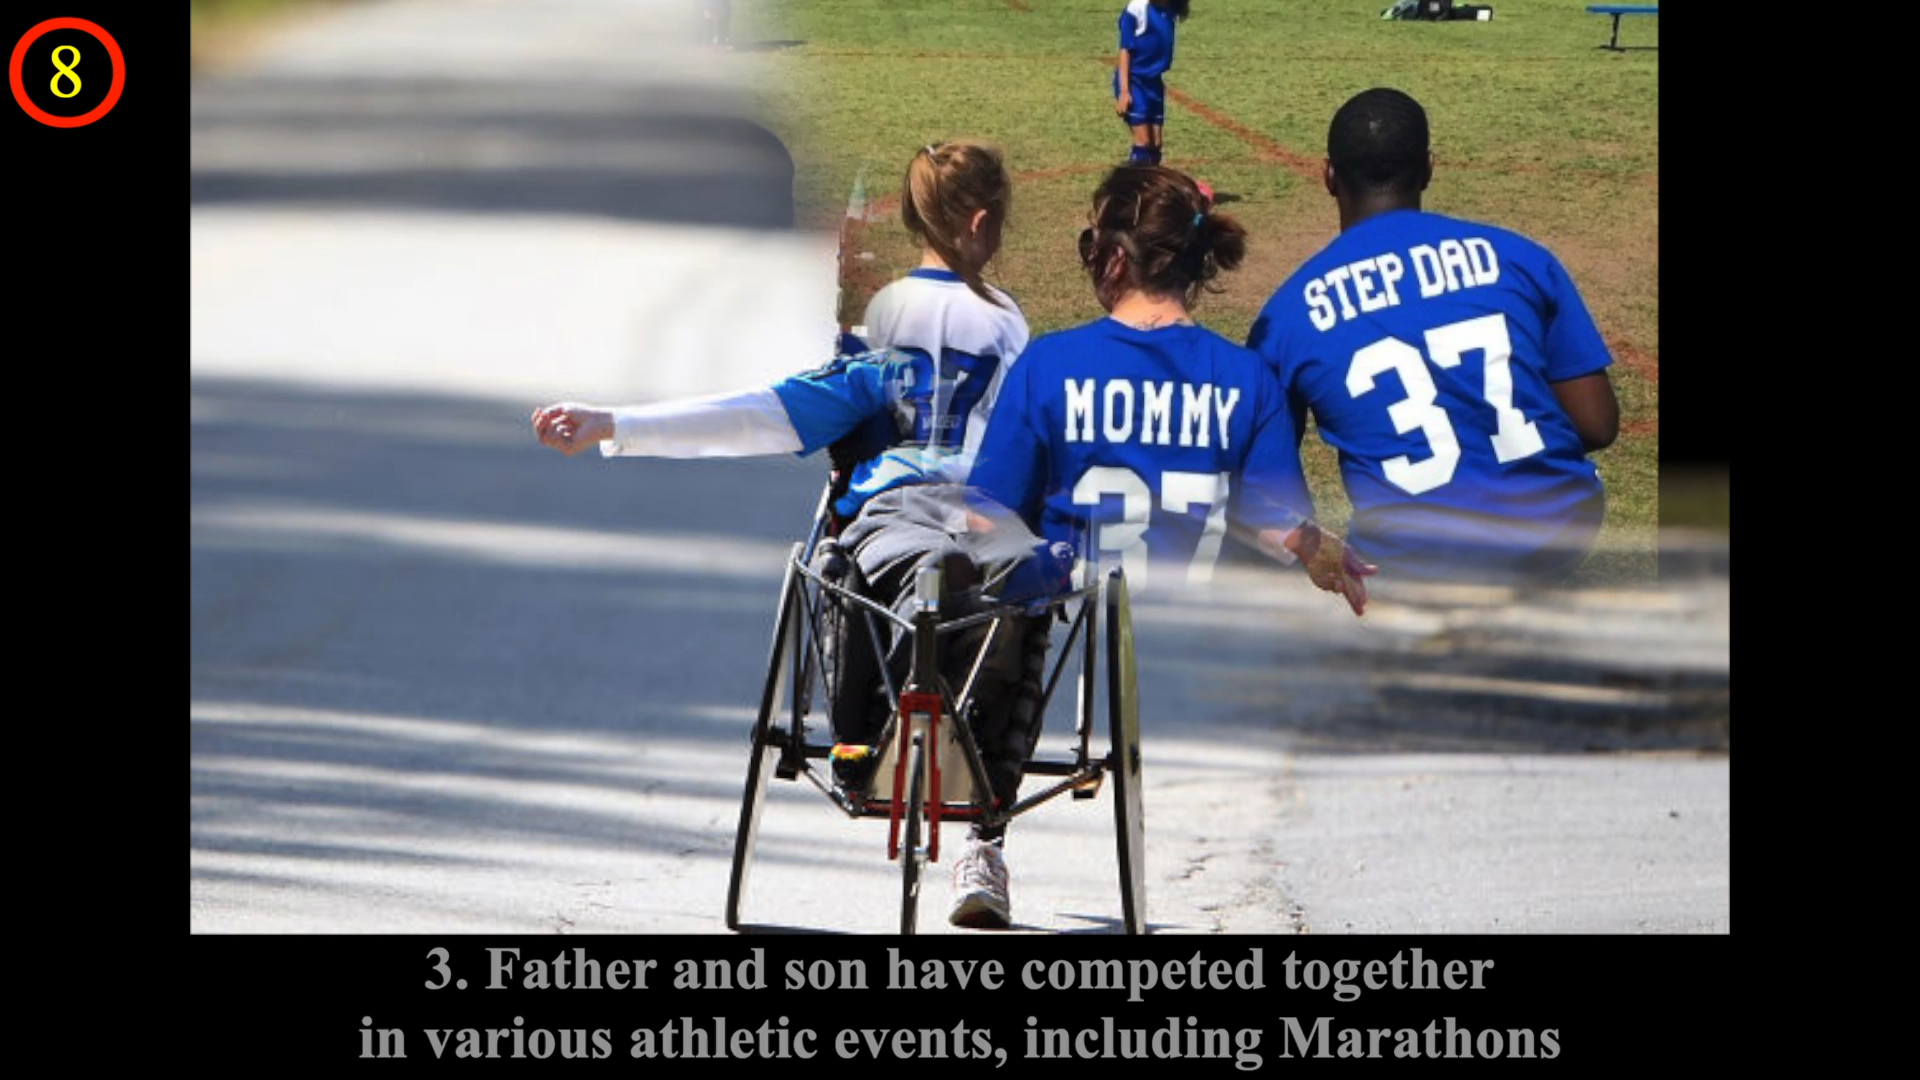 8
STEP DAD
37
37
MOMMY
37
3. Father and son have competed together
in various athletic events, including Marathons